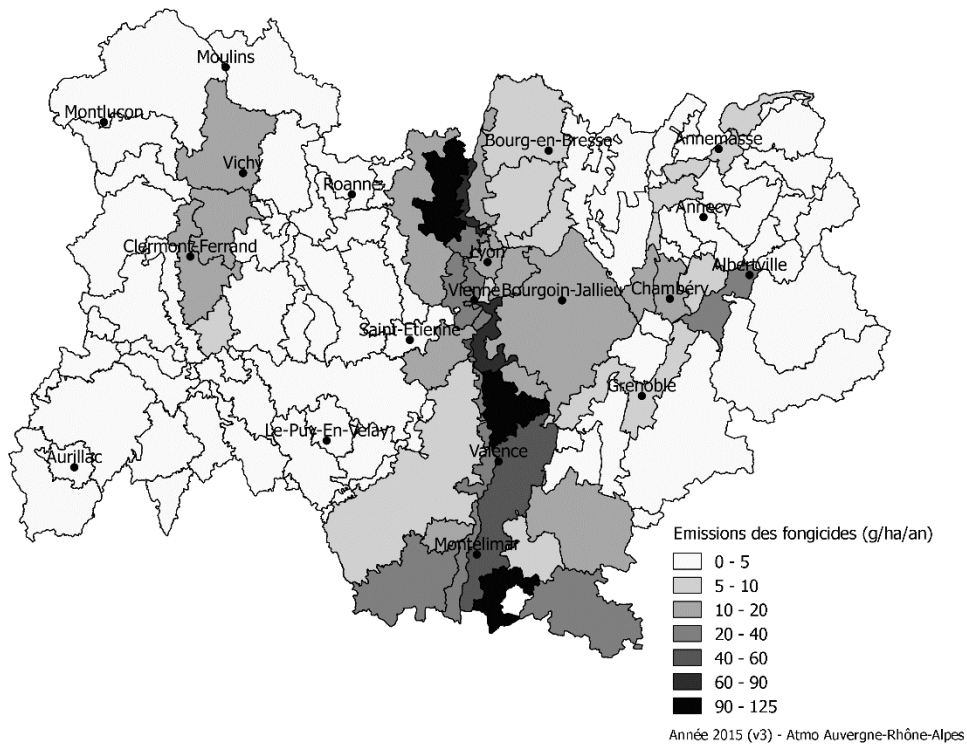 Moulins
Montluçon
Bourg-en-Bresse
Annemasse
Vichy
Roanne
Annecy
Clermont-Ferrand
Lyon
Albertville
Vienne
Bourgoin-Jallieu
Chambéry
Saint-Etienne
Grenoble
Le-Puy-En-Velay
Aurillac
Valence
Montélimar
Emissions des fongicides (g/ha/an)
0 - 5
5 - 10
10 - 20
20 - 40
40 - 60
60 - 90
90 - 125
Année 2015 (v3) - Atmo Auvergne-Rhône-Alpes